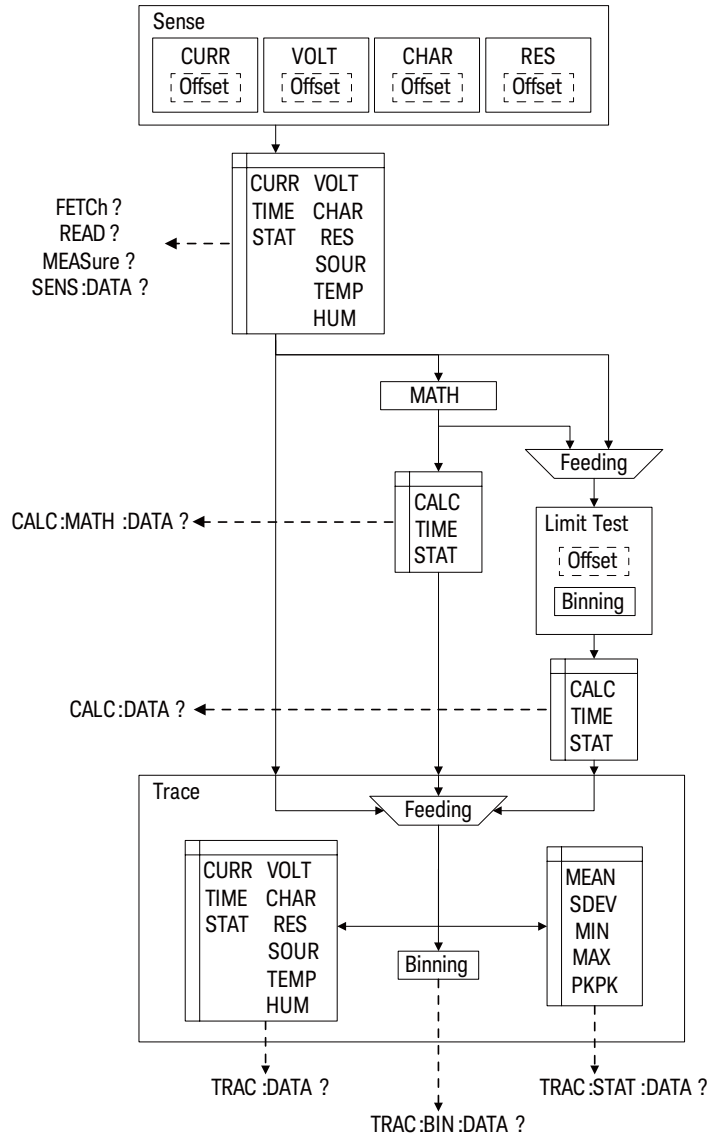 Sense
CURR VOLT CHAR RES
Offset Offset Offset Offset
CURR VOLT
TIME CHAR
STAT RES
SOUR
TEMP
HUM
FETCh ?
READ ?
MEASure ?
SENS :DATA ?
MATH
Feeding
CALC
TIME
STAT
CALC :MATH :DATA ?
Limit Test
Offset
Binning
CALC
TIME
STAT
CALC :DATA ?
Trace
Feeding
CURR VOLT
TIME CHAR
STAT RES
SOUR
TEMP
HUM
Binning
MEAN
SDEV
MIN
MAX
PKPK
TRAC :DATA ?
TRAC :STAT :DATA ?
TRAC :BIN :DATA ?